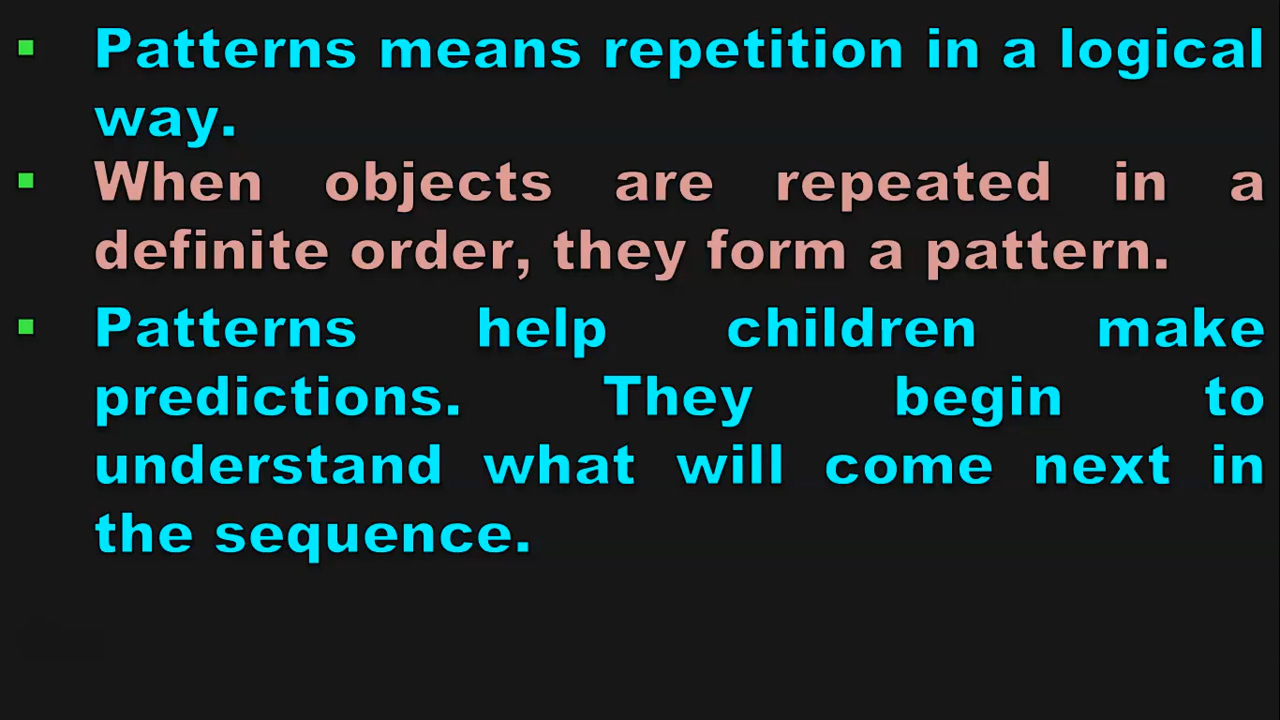 ▪ Patterns means repetition in a logical
way.
▪ When objects are repeated in a
definite order, they form a pattern.
▪ Patterns help children make
predictions. They begin to
understand what will come next in
the sequence.